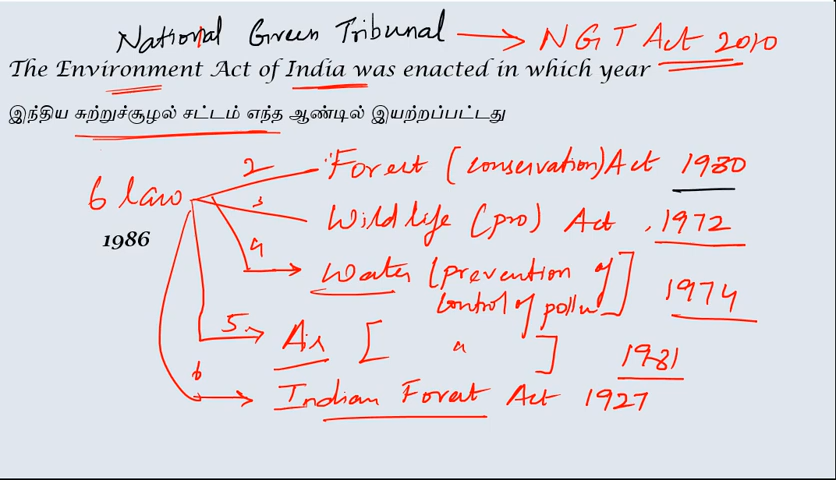 National Green Tribunal → NGT Act 2010
The Environment Act of India was enacted in which year
இந்திய சுற்றுச்சூழல் சட்டம் எந்த ஆண்டில் இயற்றப்பட்டது
2 Forest (conservation) Act 1980
6 law
3 Wildlife (pro) Act 1972
1986
4 Water (prevention of
control of pollu] 1974
5. Air [ " ] 1981
6 Indian Forest Act 1927